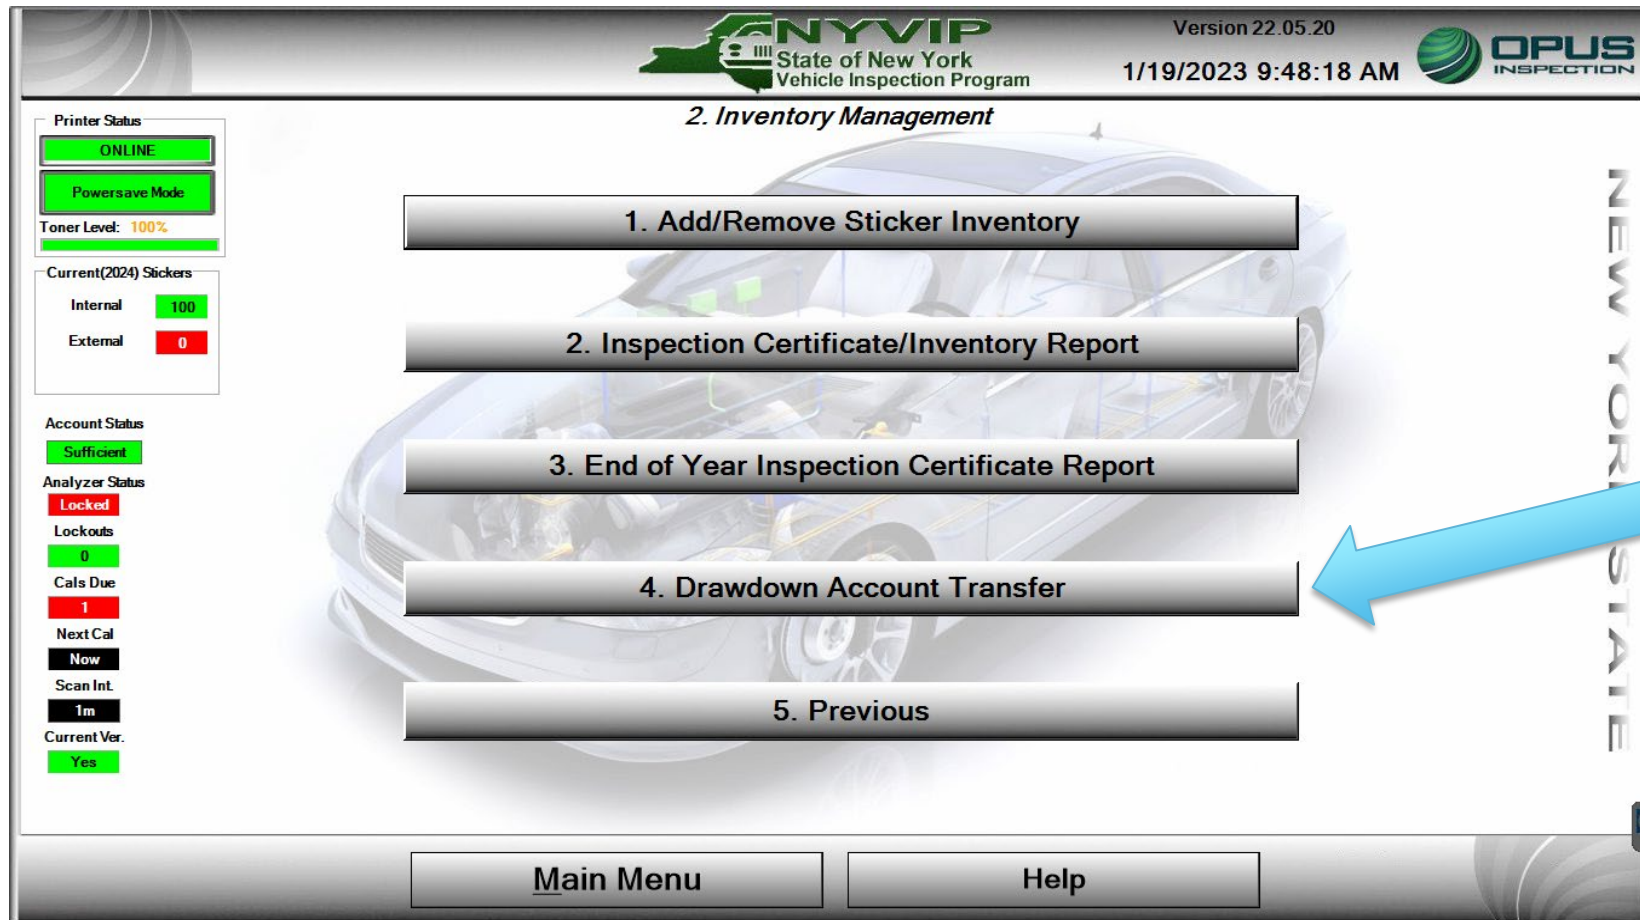 NYVIP
State of New York
Vehicle Inspection Program
Version 22.05.20
1/19/2023 9:48:18 AM
OPUS
INSPECTION
2. Inventory Management
Printer Status
ONLINE
Powersave Mode
Toner Level: 100%
Current(2024) Stickers
Internal 100
External 0
Account Status
Sufficient
Analyzer Status
Locked
Lockouts
0
Cals Due
1
Next Cal
Now
Scan Int.
1m
Current Ver.
Yes
1. Add/Remove Sticker Inventory
2. Inspection Certificate/Inventory Report
3. End of Year Inspection Certificate Report
4. Drawdown Account Transfer
5. Previous
NEW YORK STATE
Main Menu
Help